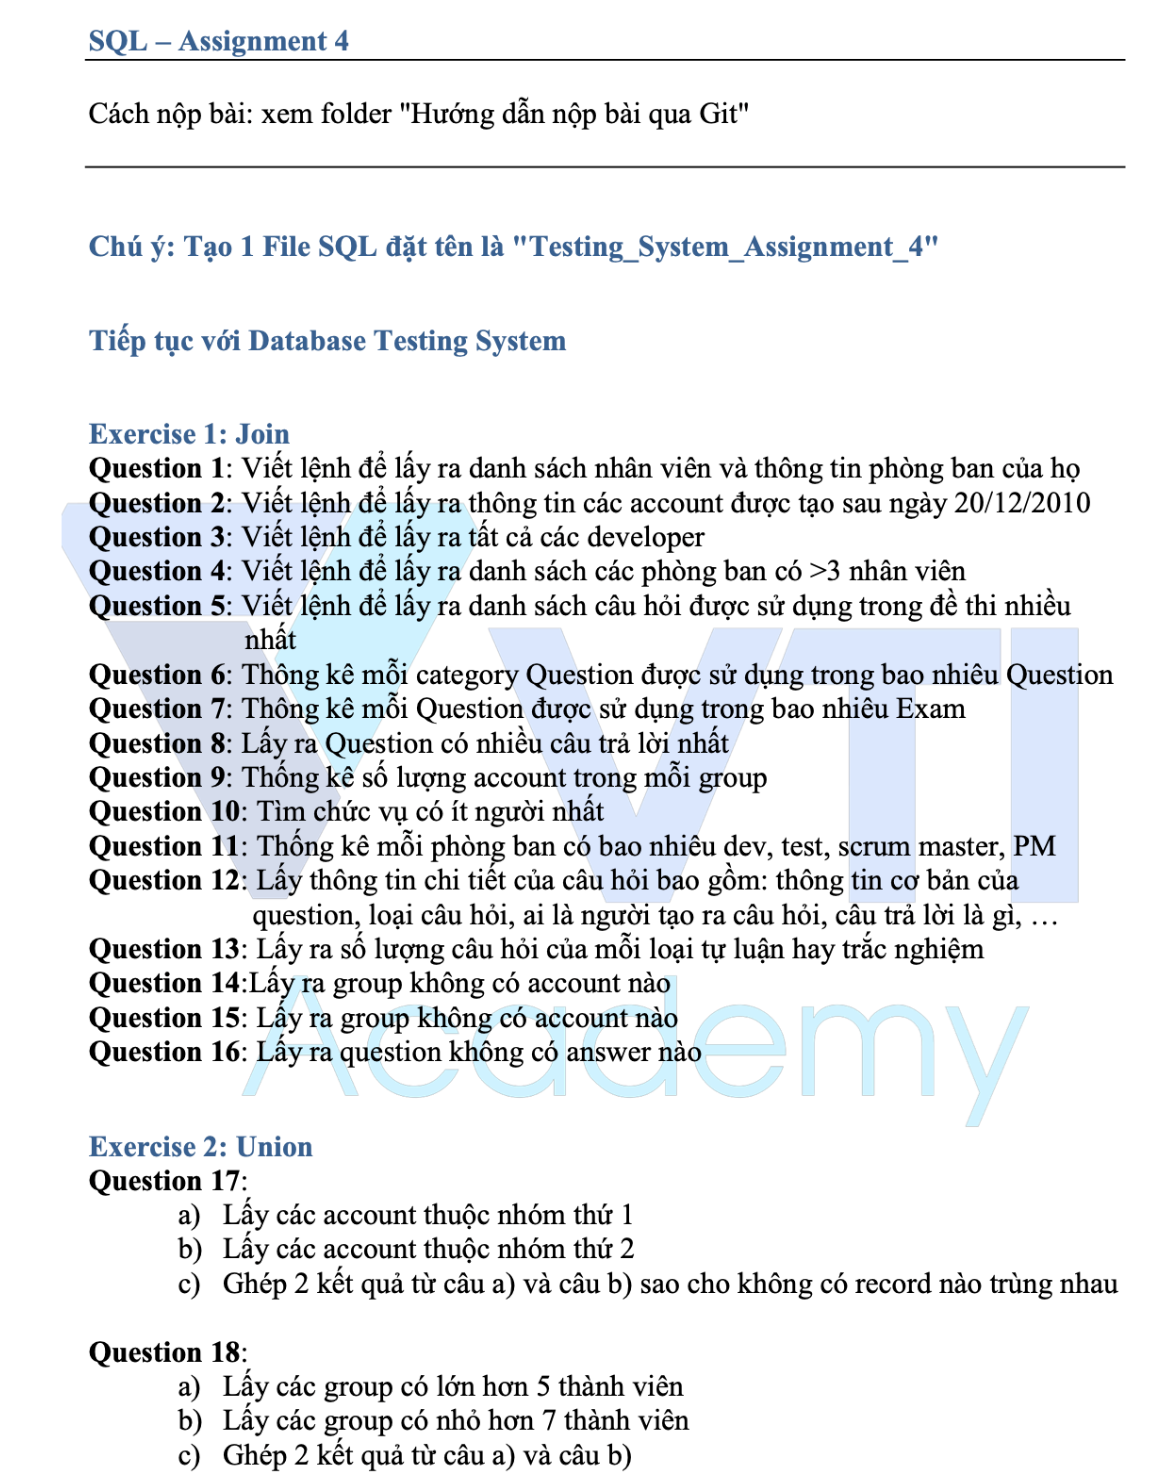 SQL – Assignment 4
Cách nộp bài: xem folder "Hướng dẫn nộp bài qua Git"
Chú ý: Tạo 1 File SQL đặt tên là "Testing_System_Assignment_4"
Tiếp tục với Database Testing System
Exercise 1: Join
Question 1: Viết lệnh để lấy ra danh sách nhân viên và thông tin phòng ban của họ
Question 2: Viết lệnh để lấy ra thông tin các account được tạo sau ngày 20/12/2010
Question 3: Viết lệnh để lấy ra tất cả các developer
Question 4: Viết lệnh để lấy ra danh sách các phòng ban có >3 nhân viên
Question 5: Viết lệnh để lấy ra danh sách câu hỏi được sử dụng trong đề thi nhiều
nhất
Question 6: Thông kê mỗi category Question được sử dụng trong bao nhiêu Question
Question 7: Thông kê mỗi Question được sử dụng trong bao nhiêu Exam
Question 8: Lấy ra Question có nhiều câu trả lời nhất
Question 9: Thống kê số lượng account trong mỗi group
Question 10: Tìm chức vụ có ít người nhất
Question 11: Thống kê mỗi phòng ban có bao nhiêu dev, test, scrum master, PM
Question 12: Lấy thông tin chi tiết của câu hỏi bao gồm: thông tin cơ bản của
question, loại câu hỏi, ai là người tạo ra câu hỏi, câu trả lời là gì, …
Question 13: Lấy ra số lượng câu hỏi của mỗi loại tự luận hay trắc nghiệm
Question 14:Lấy ra group không có account nào
Question 15: Lấy ra group không có account nào
Question 16: Lấy ra question không có answer nào
VTI
Academy
Exercise 2: Union
Question 17:
a) Lấy các account thuộc nhóm thứ 1
b) Lấy các account thuộc nhóm thứ 2
c) Ghép 2 kết quả từ câu a) và câu b) sao cho không có record nào trùng nhau
Question 18:
a) Lấy các group có lớn hơn 5 thành viên
b) Lấy các group có nhỏ hơn 7 thành viên
c) Ghép 2 kết quả từ câu a) và câu b)